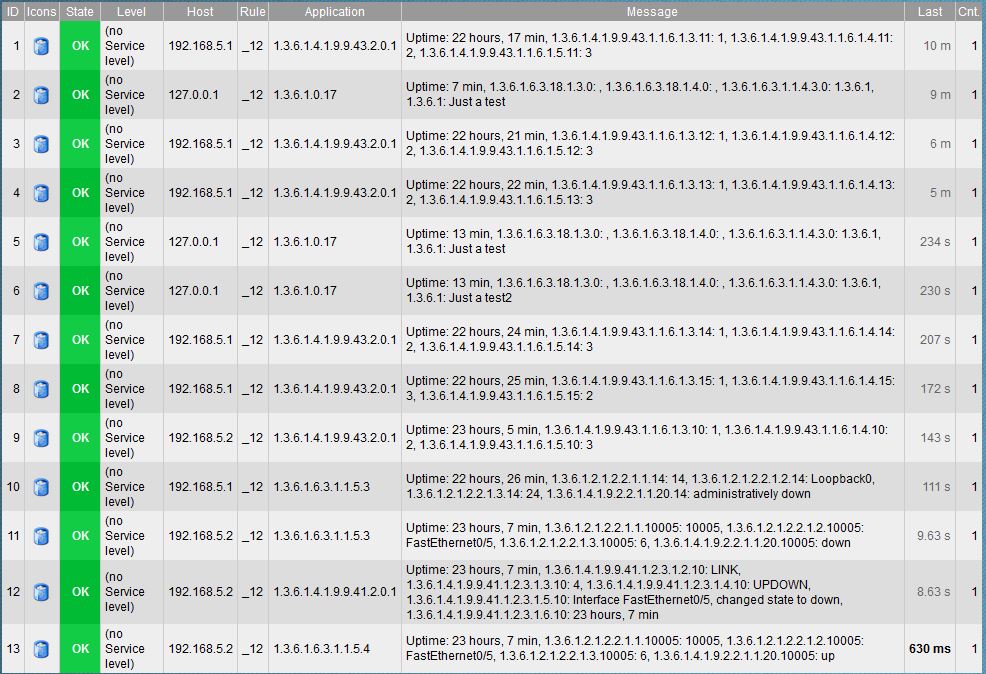 ID Icons State Level Host Rule Application Message Last Cnt.
1 OK (no Service level) 192.168.5.1 _12 1.3.6.1.4.1.9.9.43.2.0.1 Uptime: 22 hours, 17 min, 1.3.6.1.4.1.9.9.43.1.1.6.1.3.11: 1, 1.3.6.1.4.1.9.9.43.1.1.6.1.4.11: 10 m 1
2, 1.3.6.1.4.1.9.9.43.1.1.6.1.5.11: 3
2 OK (no Service level) 127.0.0.1 _12 1.3.6.1.0.17 Uptime: 7 min, 1.3.6.1.6.3.18.1.3.0: , 1.3.6.1.6.3.18.1.4.0: , 1.3.6.1.6.3.1.1.4.3.0: 1.3.6.1, 9 m 1
1.3.6.1: Just a test
3 OK (no Service level) 192.168.5.1 _12 1.3.6.1.4.1.9.9.43.2.0.1 Uptime: 22 hours, 21 min, 1.3.6.1.4.1.9.9.43.1.1.6.1.3.12: 1, 1.3.6.1.4.1.9.9.43.1.1.6.1.4.12: 6 m 1
2, 1.3.6.1.4.1.9.9.43.1.1.6.1.5.12: 3
4 OK (no Service level) 192.168.5.1 _12 1.3.6.1.4.1.9.9.43.2.0.1 Uptime: 22 hours, 22 min, 1.3.6.1.4.1.9.9.43.1.1.6.1.3.13: 1, 1.3.6.1.4.1.9.9.43.1.1.6.1.4.13: 5 m 1
2, 1.3.6.1.4.1.9.9.43.1.1.6.1.5.13: 3
5 OK (no Service level) 127.0.0.1 _12 1.3.6.1.0.17 Uptime: 13 min, 1.3.6.1.6.3.18.1.3.0: , 1.3.6.1.6.3.18.1.4.0: , 1.3.6.1.6.3.1.1.4.3.0: 1.3.6.1, 234 s 1
1.3.6.1: Just a test
6 OK (no Service level) 127.0.0.1 _12 1.3.6.1.0.17 Uptime: 13 min, 1.3.6.1.6.3.18.1.3.0: , 1.3.6.1.6.3.18.1.4.0: , 1.3.6.1.6.3.1.1.4.3.0: 1.3.6.1, 230 s 1
1.3.6.1: Just a test2
7 OK (no Service level) 192.168.5.1 _12 1.3.6.1.4.1.9.9.43.2.0.1 Uptime: 22 hours, 24 min, 1.3.6.1.4.1.9.9.43.1.1.6.1.3.14: 1, 1.3.6.1.4.1.9.9.43.1.1.6.1.4.14: 207 s 1
2, 1.3.6.1.4.1.9.9.43.1.1.6.1.5.14: 3
8 OK (no Service level) 192.168.5.1 _12 1.3.6.1.4.1.9.9.43.2.0.1 Uptime: 22 hours, 25 min, 1.3.6.1.4.1.9.9.43.1.1.6.1.3.15: 1, 1.3.6.1.4.1.9.9.43.1.1.6.1.4.15: 172 s 1
3, 1.3.6.1.4.1.9.9.43.1.1.6.1.5.15: 2
9 OK (no Service level) 192.168.5.2 _12 1.3.6.1.4.1.9.9.43.2.0.1 Uptime: 23 hours, 5 min, 1.3.6.1.4.1.9.9.43.1.1.6.1.3.10: 1, 1.3.6.1.4.1.9.9.43.1.1.6.1.4.10: 143 s 1
2, 1.3.6.1.4.1.9.9.43.1.1.6.1.5.10: 3
10 OK (no Service level) 192.168.5.1 _12 1.3.6.1.6.3.1.1.5.3 Uptime: 22 hours, 26 min, 1.3.6.1.2.1.2.2.1.1.14: 14, 1.3.6.1.2.1.2.2.1.2.14: Loopback0, 111 s 1
1.3.6.1.2.1.2.2.1.3.14: 24, 1.3.6.1.4.1.9.2.2.1.1.20.14: administratively down
11 OK (no Service level) 192.168.5.2 _12 1.3.6.1.6.3.1.1.5.3 Uptime: 23 hours, 7 min, 1.3.6.1.2.1.2.2.1.1.10005: 10005, 1.3.6.1.2.1.2.2.1.2.10005: 9.63 s 1
FastEthernet0/5, 1.3.6.1.2.1.2.2.1.3.10005: 6, 1.3.6.1.4.1.9.2.2.1.1.20.10005: down
12 OK (no Service level) 192.168.5.2 _12 1.3.6.1.4.1.9.9.41.2.0.1 Uptime: 23 hours, 7 min, 1.3.6.1.4.1.9.9.41.1.2.3.1.2.10: LINK, 8.63 s 1
1.3.6.1.4.1.9.9.41.1.2.3.1.3.10: 4, 1.3.6.1.4.1.9.9.41.1.2.3.1.4.10: UPDOWN,
1.3.6.1.4.1.9.9.41.1.2.3.1.5.10: Interface FastEthernet0/5, changed state to down,
1.3.6.1.4.1.9.9.41.1.2.3.1.6.10: 23 hours, 7 min
13 OK (no Service level) 192.168.5.2 _12 1.3.6.1.6.3.1.1.5.4 Uptime: 23 hours, 7 min, 1.3.6.1.2.1.2.2.1.1.10005: 10005, 1.3.6.1.2.1.2.2.1.2.10005: 630 ms 1
FastEthernet0/5, 1.3.6.1.2.1.2.2.1.3.10005: 6, 1.3.6.1.4.1.9.2.2.1.1.20.10005: up